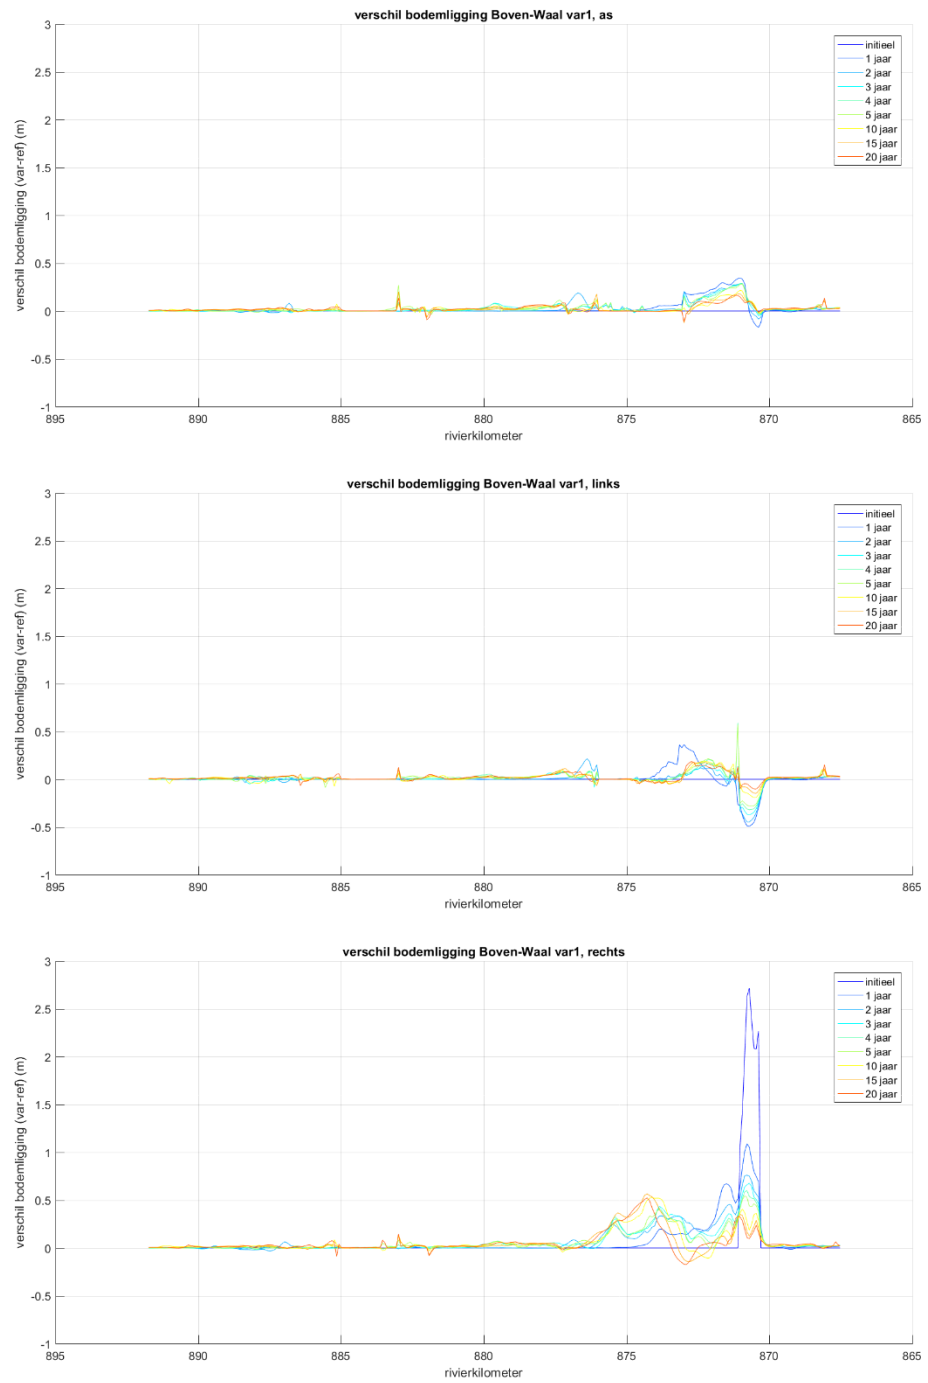 verschil bodemligging Boven-Waal var1, as
verschil bodemligging (var-ref) (m)
3
2.5
2
1.5
1
0.5
0
-0.5
-1
initieel
1 jaar
2 jaar
3 jaar
4 jaar
5 jaar
10 jaar
15 jaar
20 jaar
895 890 885 880 875 870 865
rivierkilometer
verschil bodemligging Boven-Waal var1, links
verschil bodemligging (var-ref) (m)
3
2.5
2
1.5
1
0.5
0
-0.5
-1
initieel
1 jaar
2 jaar
3 jaar
4 jaar
5 jaar
10 jaar
15 jaar
20 jaar
895 890 885 880 875 870 865
rivierkilometer
verschil bodemligging Boven-Waal var1, rechts
verschil bodemligging (var-ref) (m)
3
2.5
2
1.5
1
0.5
0
-0.5
-1
initieel
1 jaar
2 jaar
3 jaar
4 jaar
5 jaar
10 jaar
15 jaar
20 jaar
895 890 885 880 875 870 865
rivierkilometer